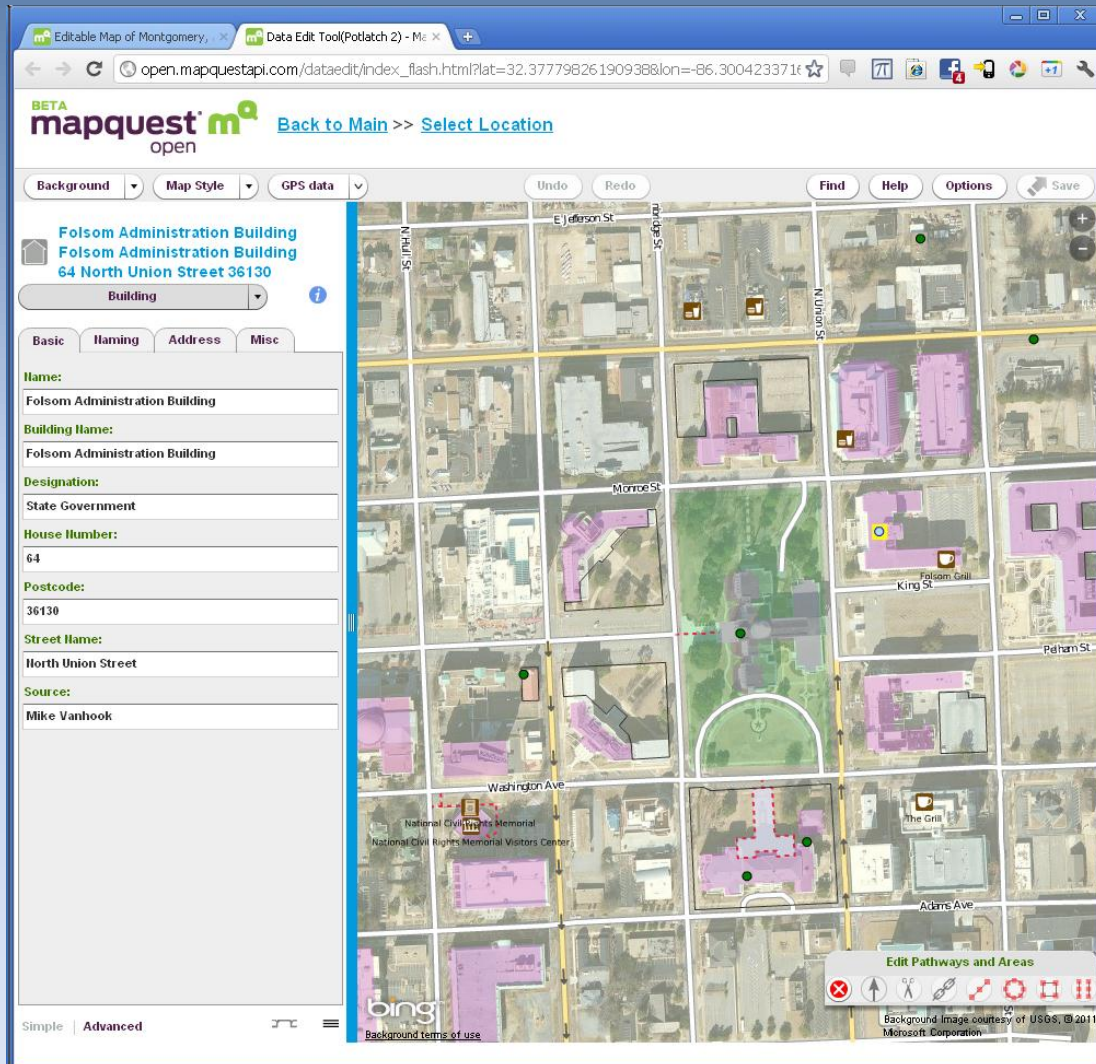 Editable Map of Montgomery,
Data Edit Tool(Potlatch 2) - Ma
open.mapquestapi.com/dataedit/index_flash.html?lat=32.37779826190938&lon=-86.3004233716
4
+1
BETA
mapquest mQ
open
Back to Main >> Select Location
Background
Map Style
GPS data
Undo
Redo
Find
Help
Options
Save
Folsom Administration Building
Folsom Administration Building
64 North Union Street 36130
Building
i
Basic
Naming
Address
Misc
Name:
Folsom Administration Building
Building Name:
Folsom Administration Building
Designation:
State Government
House Number:
64
Postcode:
36130
Street Name:
North Union Street
Source:
Mike Vanhook
Simple | Advanced
E Jefferson St
N Hull St
N Union St
Monroe St
Folsom Grill
King St
Pelham St
Washington Ave
National Civil Rights Memorial
National Civil Rights Memorial Visitors Center
The Grill
Adams Ave
Edit Pathways and Areas
bing
Background terms of use
Background Image courtesy of USGS, © 2011
Microsoft Corporation